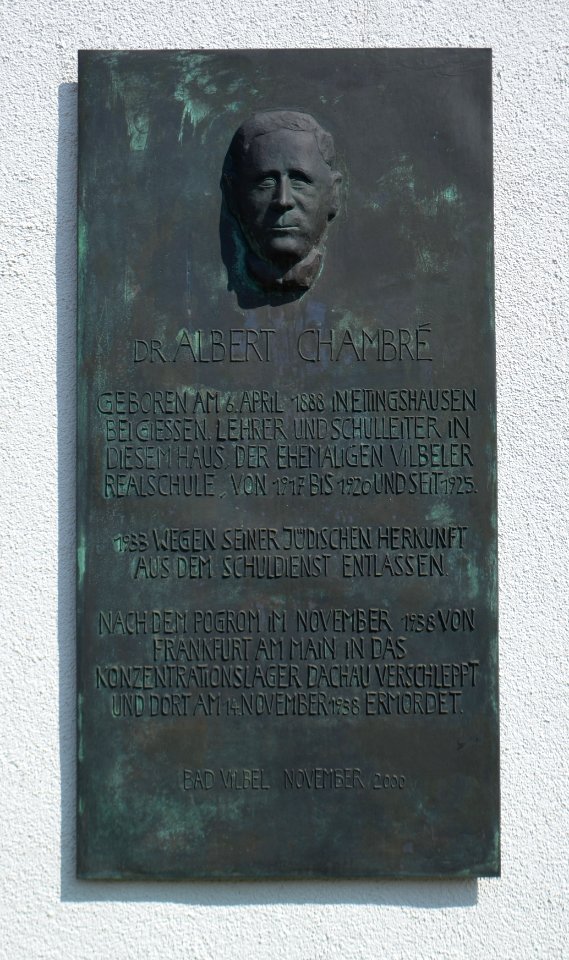 DR. ALBERT CHAMBRÉ
GEBOREN AM 6. APRIL 1888 IN ETTINGSHAUSEN
BEI GIESSEN. LEHRER UND SCHULLEITER IN
DIESEM HAUS, DER EHEMALIGEN VILBELER
REALSCHULE, VON 1917 BIS 1920 UND SEIT 1925.
1933 WEGEN SEINER JÜDISCHEN HERKUNFT
AUS DEM SCHULDIENST ENTLASSEN.
NACH DEM POGROM IM NOVEMBER 1938 VON
FRANKFURT AM MAIN IN DAS
KONZENTRATIONSLAGER DACHAU VERSCHLEPPT
UND DORT AM 14. NOVEMBER 1938 ERMORDET.
BAD VILBEL NOVEMBER 2000